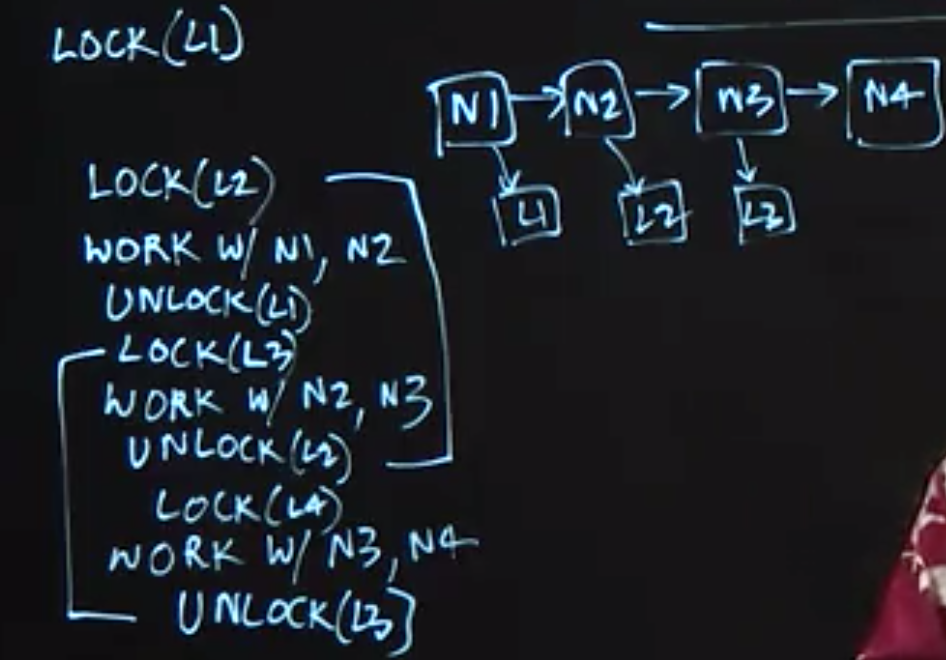 LOCK(L1)
N1 → N2 → N3 → N4
L1 L2 L3
LOCK(L2)
WORK W/ N1, N2
UNLOCK(L1)
LOCK(L3)
WORK W/ N2, N3
UNLOCK(L2)
LOCK(L4)
WORK W/ N3, N4
UNLOCK(L3)